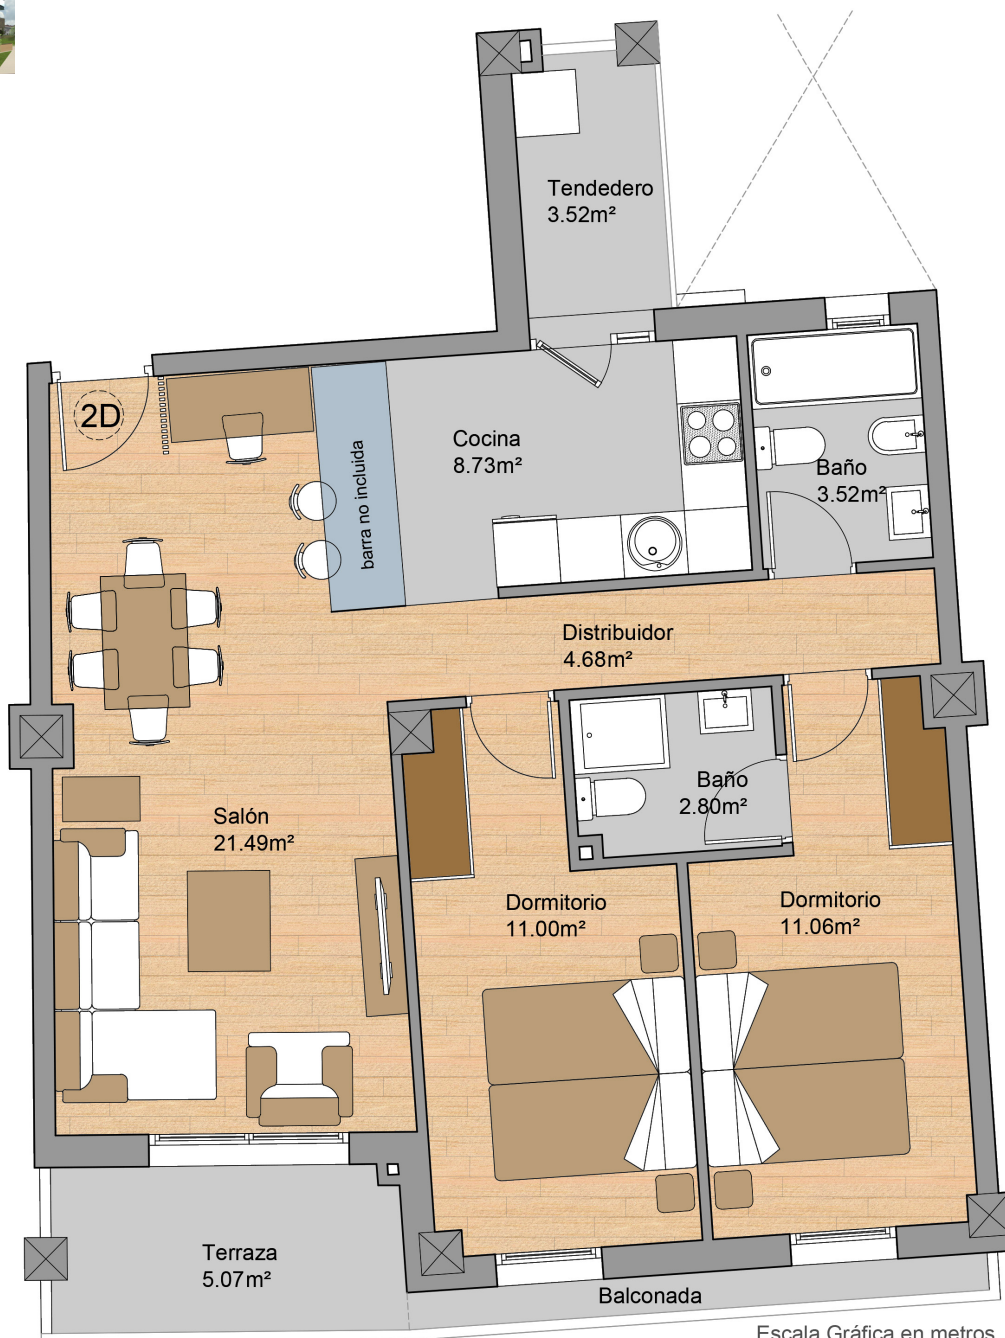 Tendedero
3.52m²
2D
Cocina
8.73m²
barra no incluida
Baño
3.52m²
Distribuidor
4.68m²
Baño
2.80m²
Salón
21.49m²
Dormitorio
11.00m²
Dormitorio
11.06m²
Terraza
5.07m²
Balconada
Escala Gráfica en metros